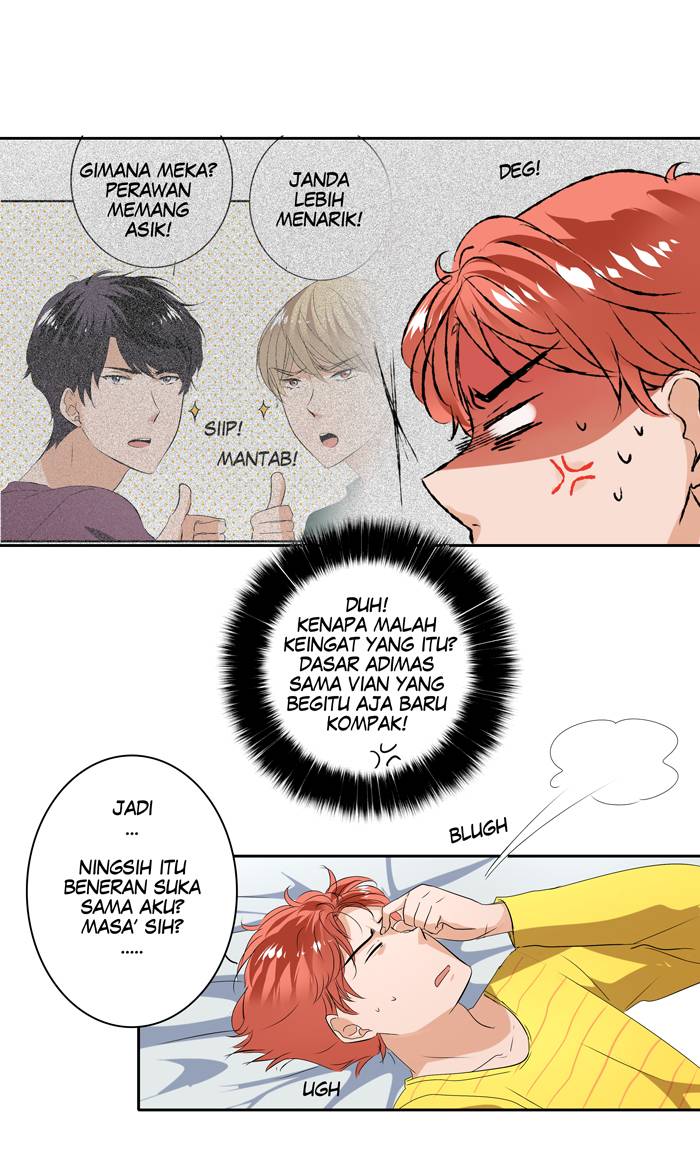 GIMANA MEKA?
PERAWAN
MEMANG
ASIK!
JANDA
LEBIH
MENARIK!
DEG!
SIIP!
MANTAB!
DUH!
KENAPA MALAH
KEINGAT YANG ITU?
DASAR ADIMAS
SAMA VIAN YANG
BEGITU AJA BARU
KOMPAK!
BLUGH
JADI
...
NINGSIH ITU
BENERAN SUKA
SAMA AKU?
MASA' SIH?
.....
UGH